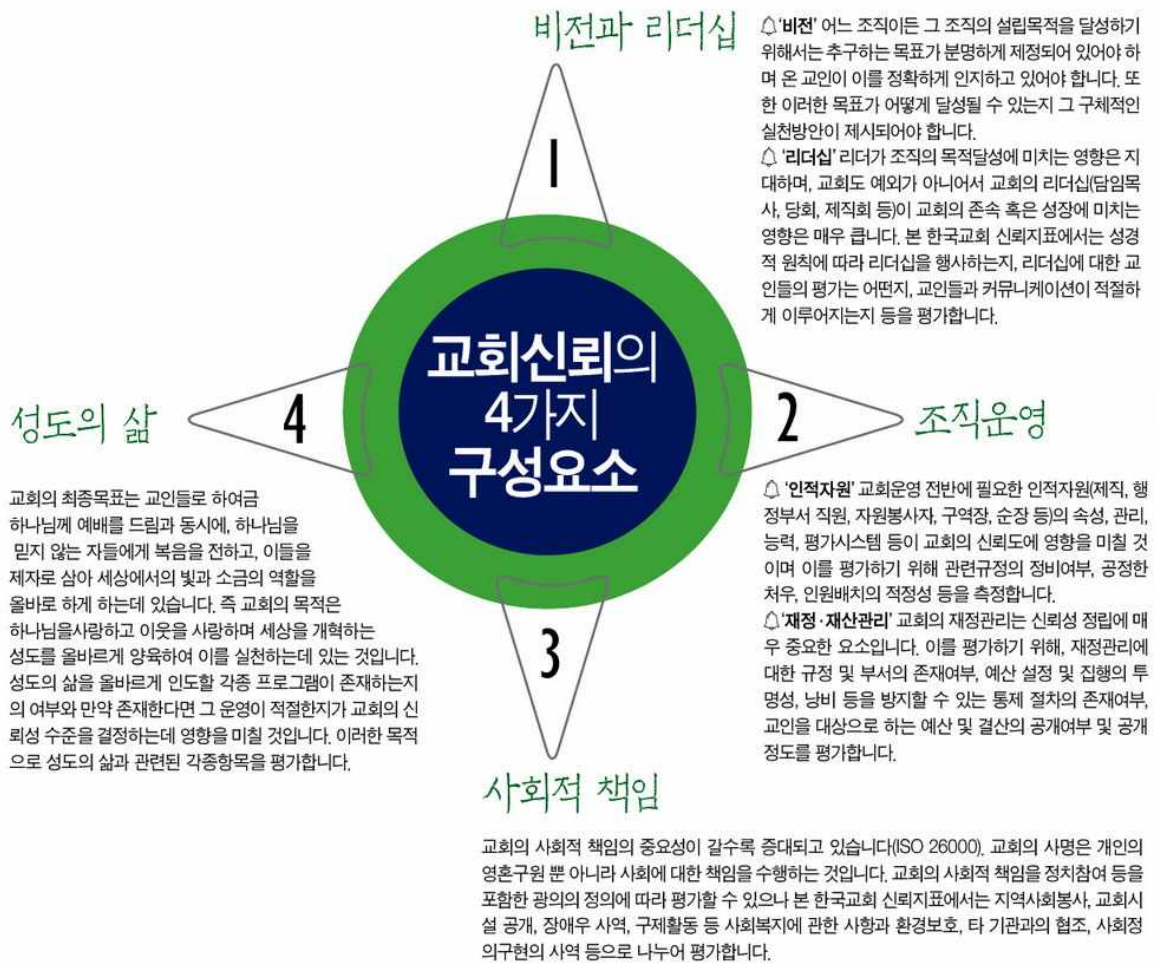 비전과 리더십
'비전' 어느 조직이든 그 조직의 설립목적을 달성하기
위해서는 추구하는 목표가 분명하게 제정되어 있어야 하
며 온 교인이 이를 정확하게 인지하고 있어야 합니다. 또
한 이러한 목표가 어떻게 달성될 수 있는지 그 구체적인
실천방안이 제시되어야 합니다.
'리더십' 리더가 조직의 목적달성에 미치는 영향은 지
대하며, 교회도 예외가 아니어서 교회의 리더십(담임목
사, 당회, 제직회 등)이 교회의 존속 혹은 성장에 미치는
영향은 매우 큽니다. 본 한국교회 신뢰지표에서는 성경
적 원칙에 따라 리더십을 행사하는지, 리더십에 대한 교
인들의 평가는 어떤지, 교인들과 커뮤니케이션이 적절하
게 이루어지는지 등을 평가합니다.
1
교회신뢰의
4가지
구성요소
2
조직운영
'인적자원' 교회운영 전반에 필요한 인적자원(제직, 행
정부서 직원, 자원봉사자, 구역장, 순장 등)의 속성, 관리,
능력, 평가시스템 등이 교회의 신뢰도에 영향을 미칠 것
이며 이를 평가하기 위해 관련규정의 정비여부, 공정한
처우, 인원배치의 적정성 등을 측정합니다.
'재정·재산관리' 교회의 재정관리는 신뢰성 정립에 매
우 중요한 요소입니다. 이를 평가하기 위해, 재정관리에
대한 규정 및 부서의 존재여부, 예산 설정 및 집행의 투
명성, 낭비 등을 방지할 수 있는 통제 절차의 존재여부,
교인을 대상으로 하는 예산 및 결산의 공개여부 및 공개
정도를 평가합니다.
3
사회적 책임
교회의 사회적 책임의 중요성이 갈수록 증대되고 있습니다(ISO 26000). 교회의 사명은 개인의
영혼구원 뿐 아니라 사회에 대한 책임을 수행하는 것입니다. 교회의 사회적 책임을 정치참여 등을
포함한 광의의 정의에 따라 평가할 수 있으나 본 한국교회 신뢰지표에서는 지역사회봉사, 교회시
설 공개, 장애우 사역, 구제활동 등 사회복지에 관한 사항과 환경보호, 타 기관과의 협조, 사회정
의구현의 사역 등으로 나누어 평가합니다.
4
성도의 삶
교회의 최종목표는 교인들로 하여금
하나님께 예배를 드림과 동시에, 하나님을
믿지 않는 자들에게 복음을 전하고, 이들을
제자로 삼아 세상에서의 빛과 소금의 역할을
올바로 하게 하는데 있습니다. 즉 교회의 목적은
하나님을사랑하고 이웃을 사랑하며 세상을 개혁하는
성도를 올바르게 양육하여 이를 실천하는데 있는 것입니다.
성도의 삶을 올바르게 인도할 각종 프로그램이 존재하는지
의 여부와 만약 존재한다면 그 운영이 적절한지가 교회의 신
뢰성 수준을 결정하는데 영향을 미칠 것입니다. 이러한 목적
으로 성도의 삶과 관련된 각종항목을 평가합니다.